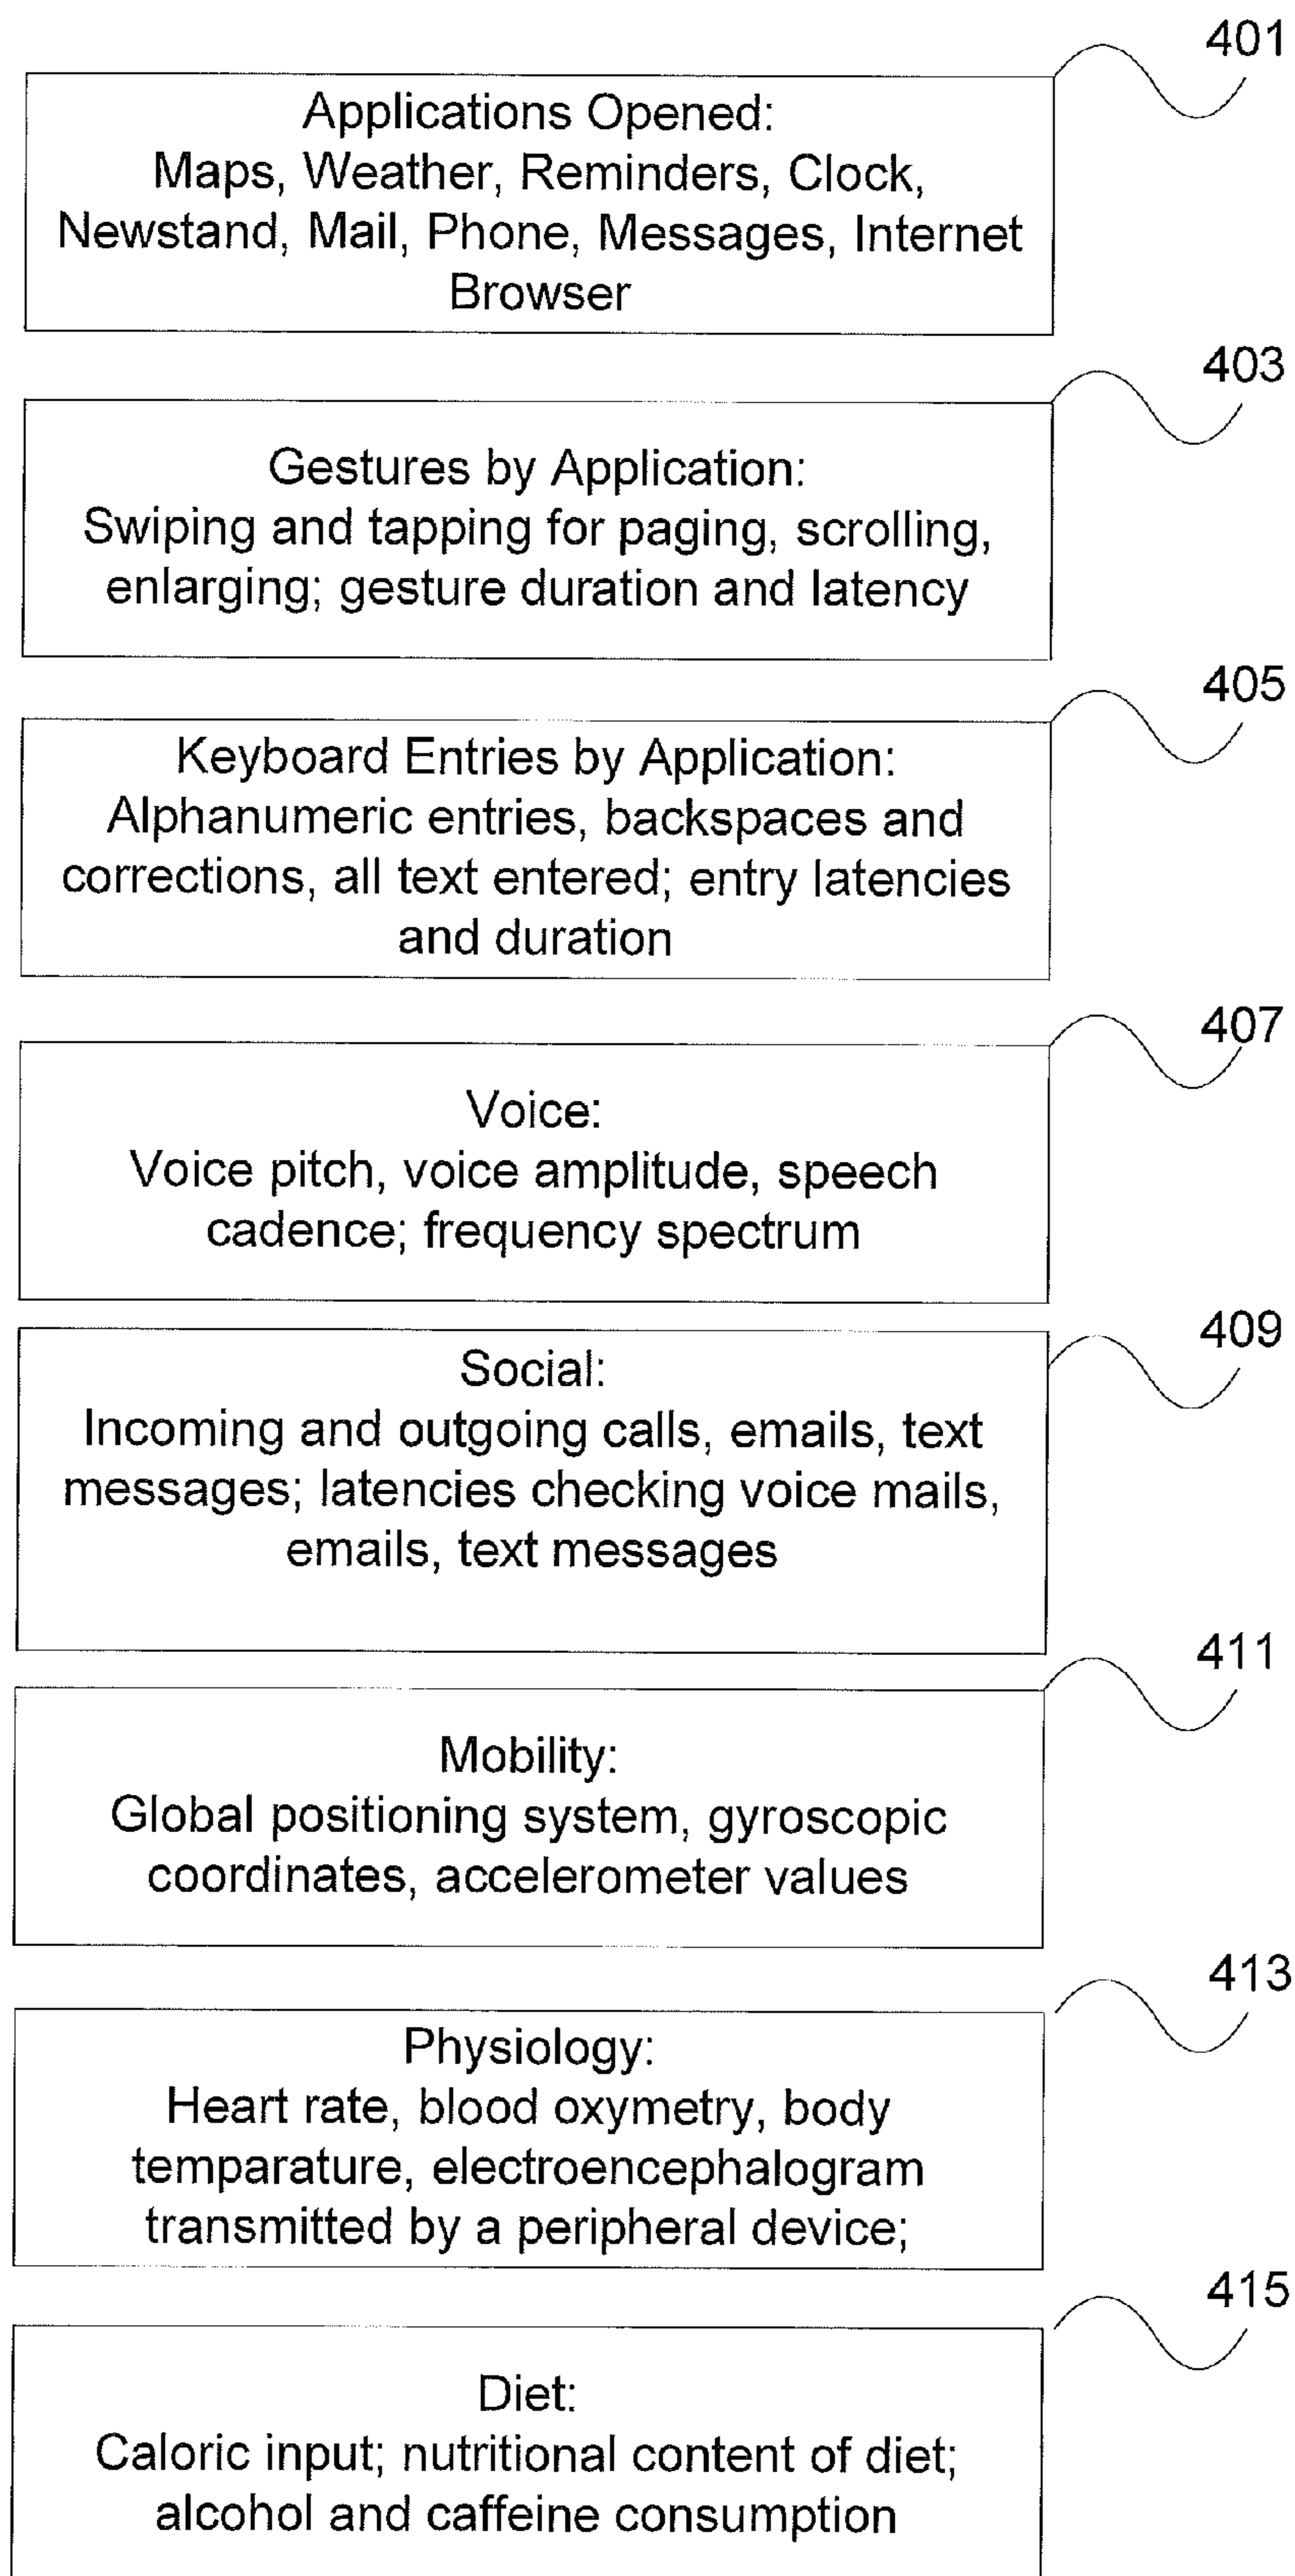 401
Applications Opened:
Maps, Weather, Reminders, Clock,
Newstand, Mail, Phone, Messages, Internet
Browser
403
Gestures by Application:
Swiping and tapping for paging, scrolling,
enlarging; gesture duration and latency
405
Keyboard Entries by Application:
Alphanumeric entries, backspaces and
corrections, all text entered; entry latencies
and duration
407
Voice:
Voice pitch, voice amplitude, speech
cadence; frequency spectrum
409
Social:
Incoming and outgoing calls, emails, text
messages; latencies checking voice mails,
emails, text messages
411
Mobility:
Global positioning system, gyroscopic
coordinates, accelerometer values
413
Physiology:
Heart rate, blood oxymetry, body
temparature, electroencephalogram
transmitted by a peripheral device;
415
Diet:
Caloric input; nutritional content of diet;
alcohol and caffeine consumption